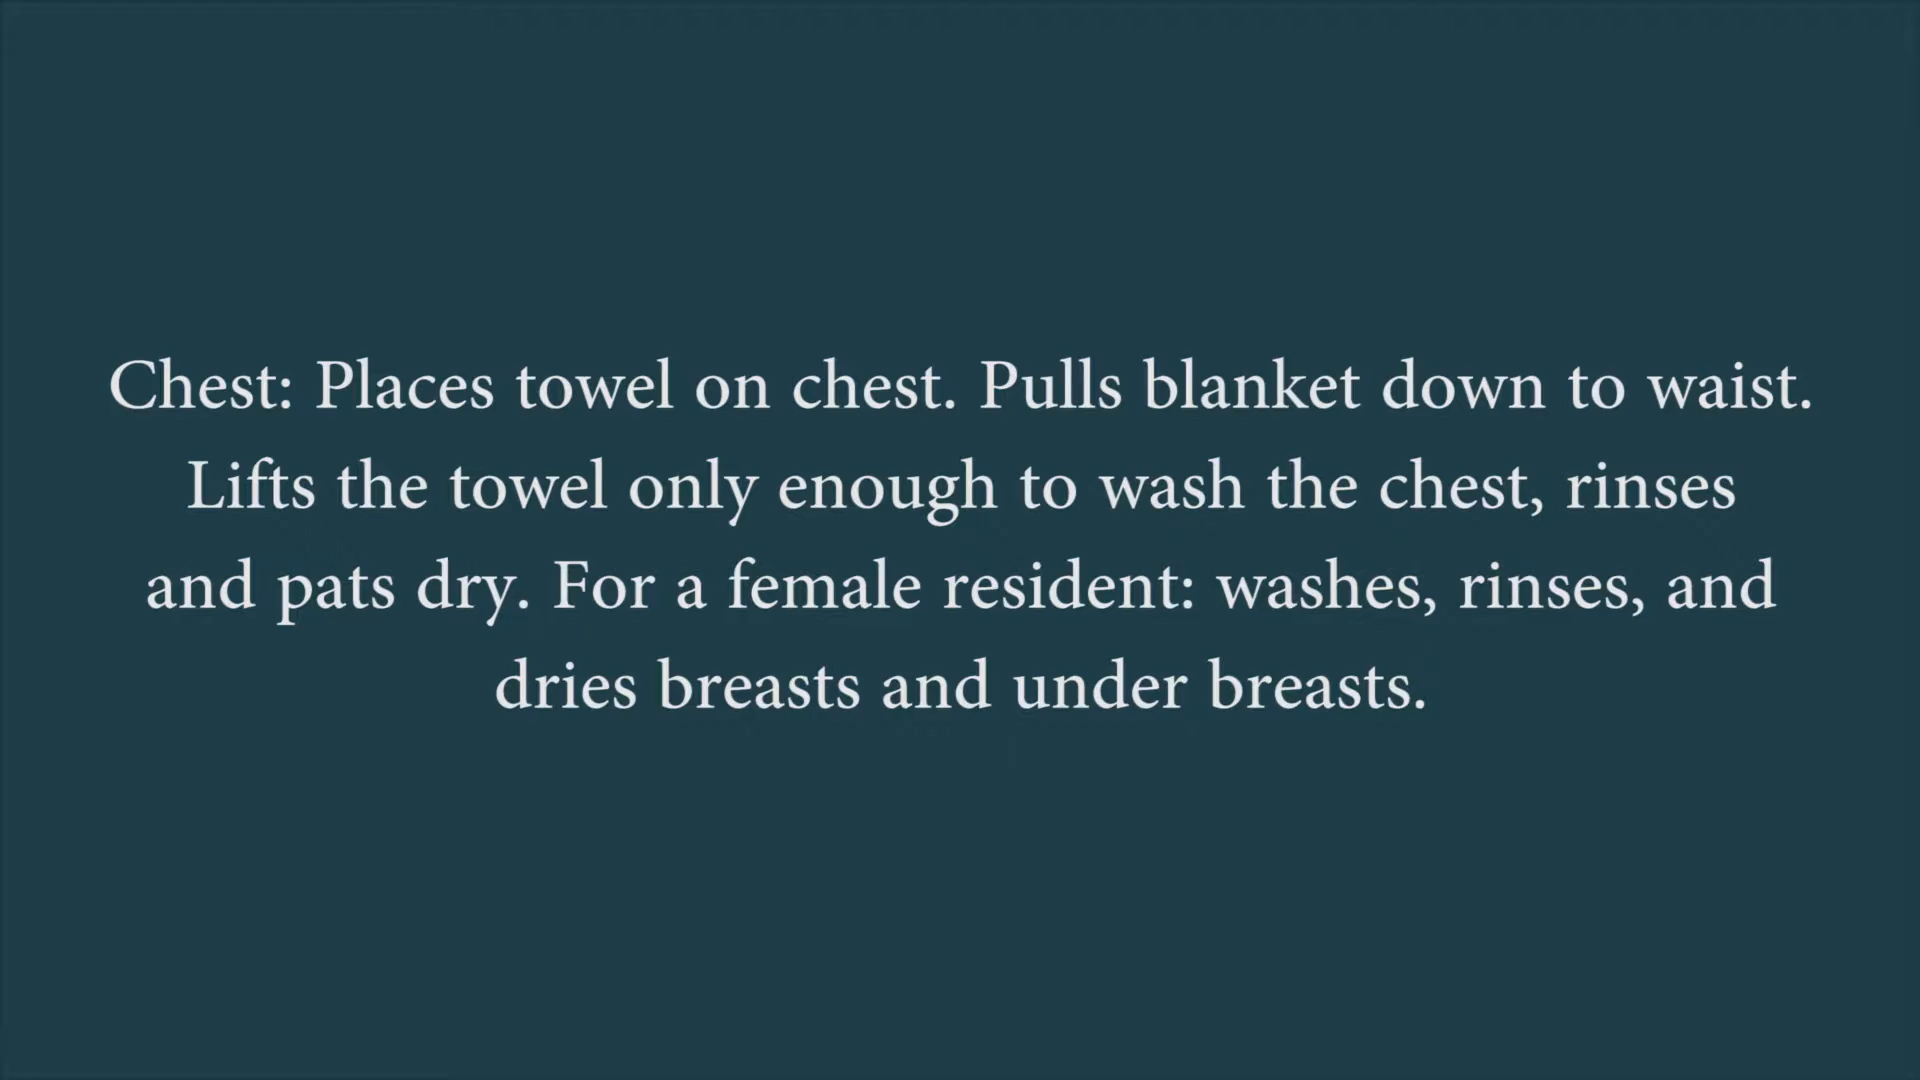 Chest: Places towel on chest. Pulls blanket down to waist.
Lifts the towel only enough to wash the chest, rinses
and pats dry. For a female resident: washes, rinses, and
dries breasts and under breasts.